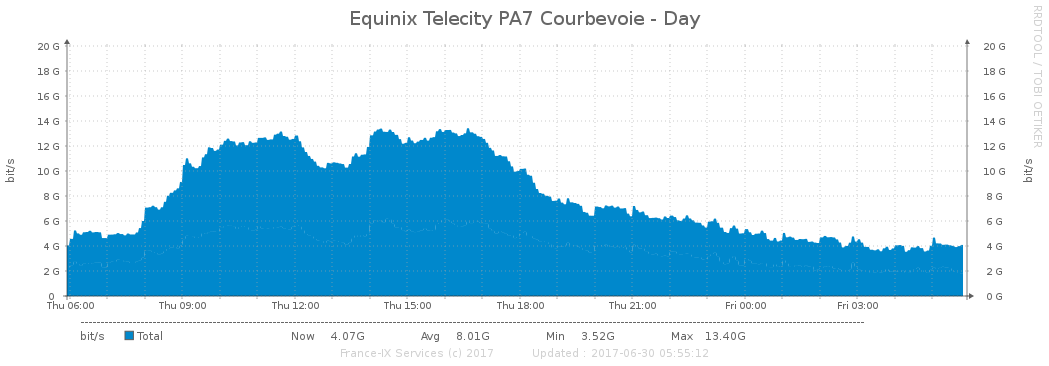 Equinix Telecity PA7 Courbevoie - Day
RRDTOOL / TOBI OETIKER
20 G 20 G
18 G 18 G
16 G 16 G
14 G 14 G
12 G 12 G
10 G 10 G
8 G 8 G
6 G 6 G
4 G 4 G
2 G 2 G
0 0 G
bit/s
bit/s
Thu 06:00 Thu 09:00 Thu 12:00 Thu 15:00 Thu 18:00 Thu 21:00 Fri 00:00 Fri 03:00
bit/s Total Now 4.07G Avg 8.01G Min 3.52G Max 13.40G
France-IX Services (c) 2017 Updated : 2017-06-30 05:55:12